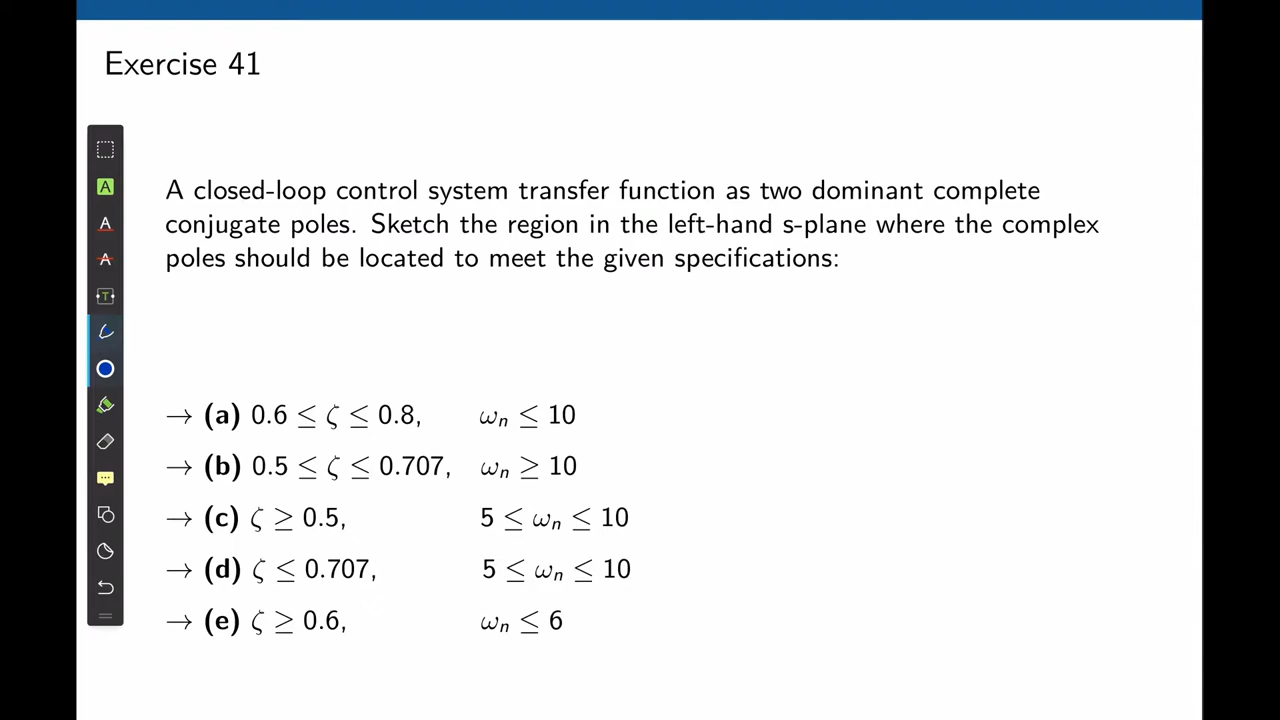 Exercise 41
A closed-loop control system transfer function as two dominant complete
conjugate poles. Sketch the region in the left-hand s-plane where the complex
poles should be located to meet the given specifications:
→ (a) 0.6 ≤ ζ ≤ 0.8, ωₙ ≤ 10
→ (b) 0.5 ≤ ζ ≤ 0.707, ωₙ ≥ 10
→ (c) ζ ≥ 0.5, 5 ≤ ωₙ ≤ 10
→ (d) ζ ≤ 0.707, 5 ≤ ωₙ ≤ 10
→ (e) ζ ≥ 0.6, ωₙ ≤ 6